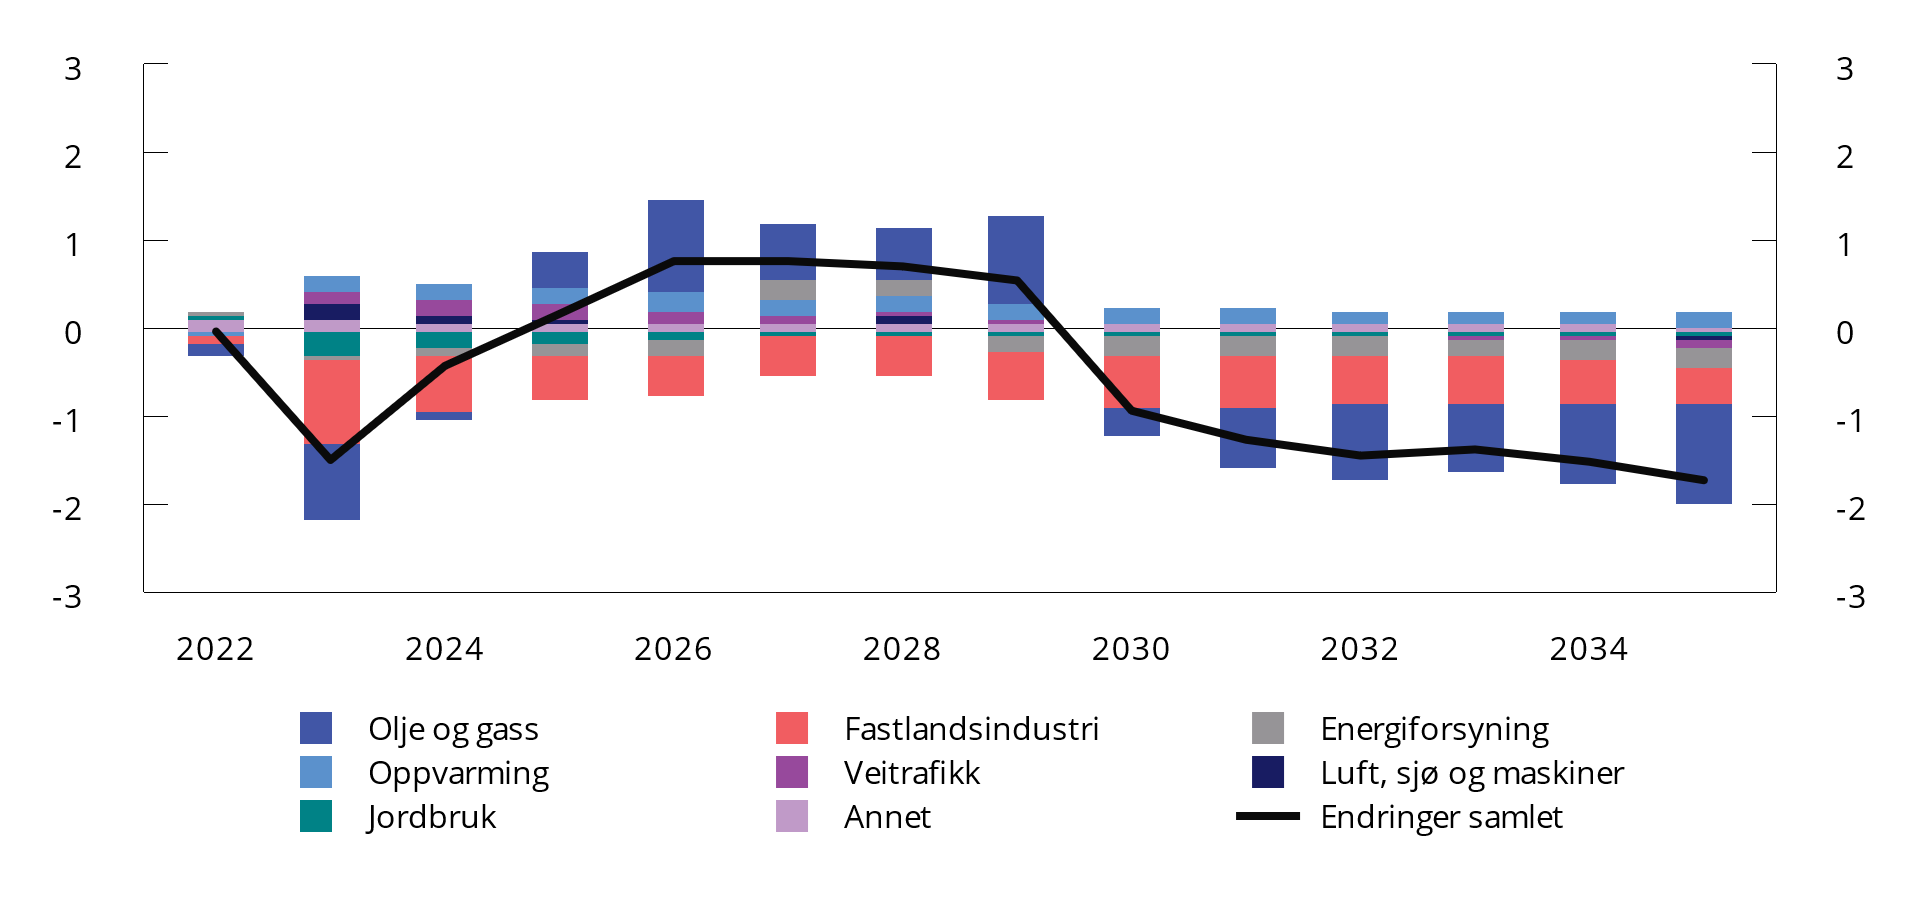 3 3
2 2
1 1
0 0
-1 -1
-2 -2
-3 -3
2022 2024 2026 2028 2030 2032 2034
Olje og gass Fastlandsindustri Energiforsyning
Oppvarming Veitrafikk Luft, sjø og maskiner
Jordbruk Annet Endringer samlet